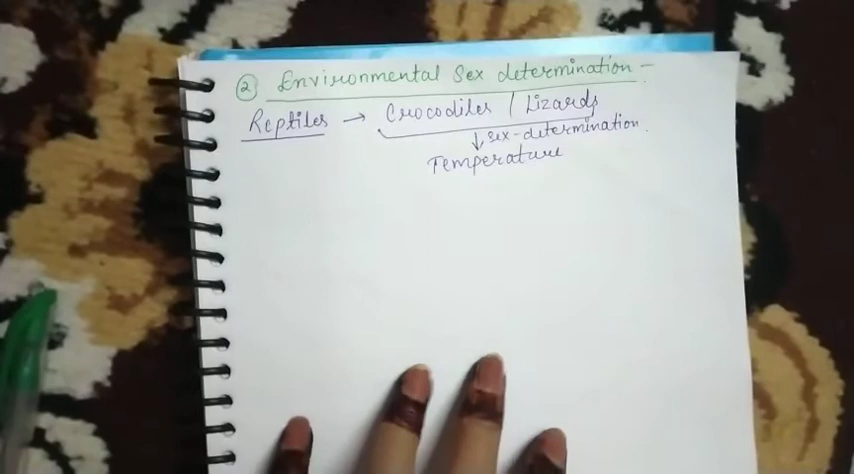 ② Environmental Sex determination -
Reptiles → Crocodiles / Lizards
↓ sex-determination.
Temperature